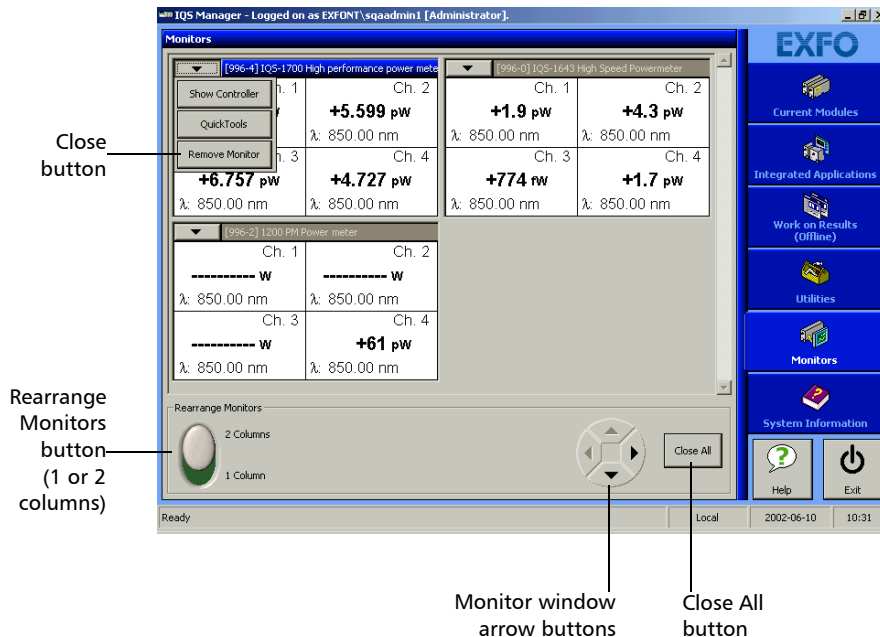 IQS Manager - Logged on as EXFONT\sqaadmin1 [Administrator].
Monitors
[996-4] IQS-1700 High performance power mete
[996-0] IQS-1643 High Speed Powermeter
Show Controller
QuickTools
Remove Monitor
h. 1
Ch. 2
+5.599 pW
λ: 850.00 nm
h. 3
Ch. 4
+6.757 pW
+4.727 pW
λ: 850.00 nm
λ: 850.00 nm
Ch. 1
Ch. 2
+1.9 pW
+4.3 pW
λ: 850.00 nm
λ: 850.00 nm
Ch. 3
Ch. 4
+774 fW
+1.7 pW
λ: 850.00 nm
λ: 850.00 nm
[996-2] 1200 PM Power meter
Ch. 1
Ch. 2
---------- W
---------- W
λ: 850.00 nm
λ: 850.00 nm
Ch. 3
Ch. 4
---------- W
+61 pW
λ: 850.00 nm
λ: 850.00 nm
Rearrange Monitors
2 Columns
1 Column
Close All
EXFO
Current Modules
Integrated Applications
Work on Results
(Offline)
Utilities
Monitors
System Information
?
Help
Exit
Ready
Local
2002-06-10
10:31
Close
button
Rearrange
Monitors
button
(1 or 2
columns)
Monitor window
arrow buttons
Close All
button